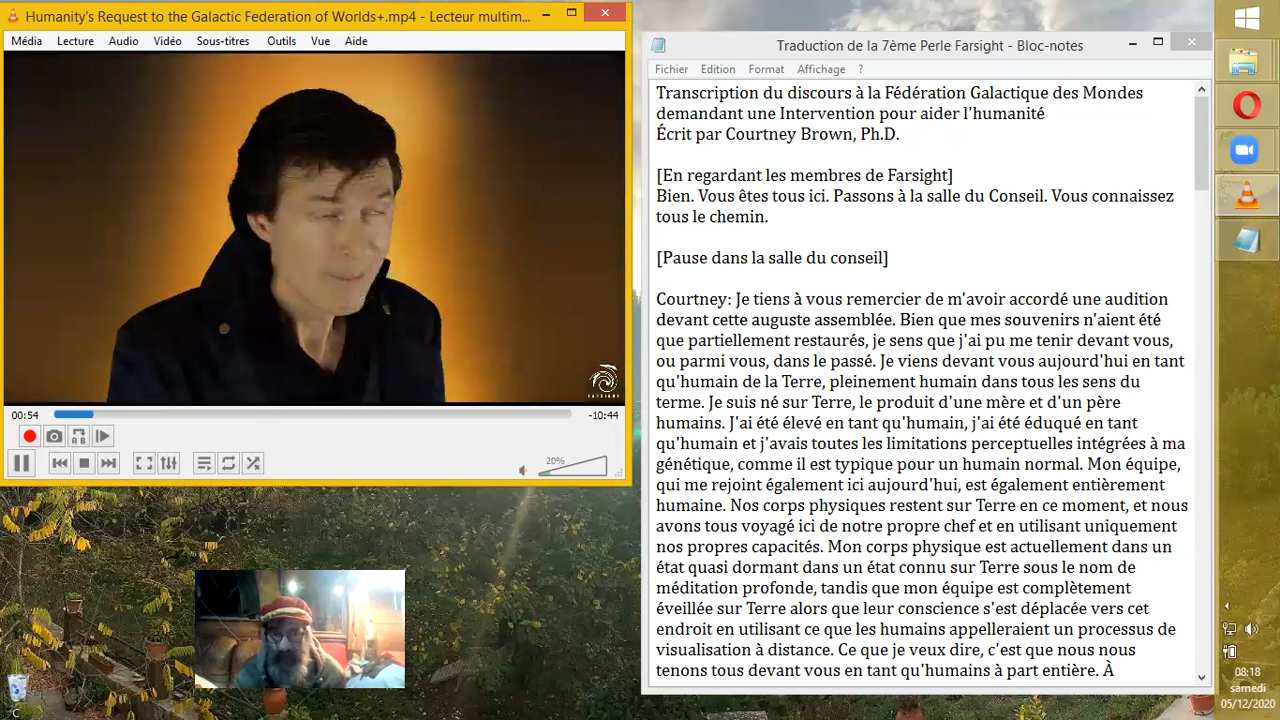 Humanity's Request to the Galactic Federation of Worlds+.mp4 - Lecteur multim...
Média Lecture Audio Vidéo Sous-titres Outils Vue Aide
FARSIGHT
00:54
-10:44
20%
Traduction de la 7ème Perle Farsight - Bloc-notes
Fichier Edition Format Affichage ?
Transcription du discours à la Fédération Galactique des Mondes
demandant une Intervention pour aider l'humanité
Écrit par Courtney Brown, Ph.D.
[En regardant les membres de Farsight]
Bien. Vous êtes tous ici. Passons à la salle du Conseil. Vous connaissez
tous le chemin.
[Pause dans la salle du conseil]
Courtney: Je tiens à vous remercier de m'avoir accordé une audition
devant cette auguste assemblée. Bien que mes souvenirs n'aient été
que partiellement restaurés, je sens que j'ai pu me tenir devant vous,
ou parmi vous, dans le passé. Je viens devant vous aujourd'hui en tant
qu'humain de la Terre, pleinement humain dans tous les sens du
terme. Je suis né sur Terre, le produit d'une mère et d'un père
humains. J'ai été élevé en tant qu'humain, j'ai été éduqué en tant
qu'humain et j'avais toutes les limitations perceptuelles intégrées à ma
génétique, comme il est typique pour un humain normal. Mon équipe,
qui me rejoint également ici aujourd'hui, est également entièrement
humaine. Nos corps physiques restent sur Terre en ce moment, et nous
avons tous voyagé ici de notre propre chef et en utilisant uniquement
nos propres capacités. Mon corps physique est actuellement dans un
état quasi dormant dans un état connu sur Terre sous le nom de
méditation profonde, tandis que mon équipe est complètement
éveillée sur Terre alors que leur conscience s'est déplacée vers cet
endroit en utilisant ce que les humains appelleraient un processus de
visualisation à distance. Ce que je veux dire, c'est que nous nous
tenons tous devant vous en tant qu'humains à part entière. À
08:18
samedi
05/12/2020
C